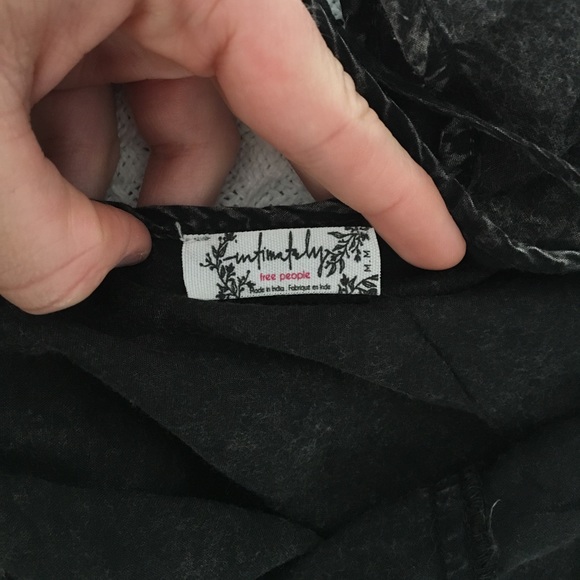 intimately
free people
Made in India . Fabriqué en Inde
M . M